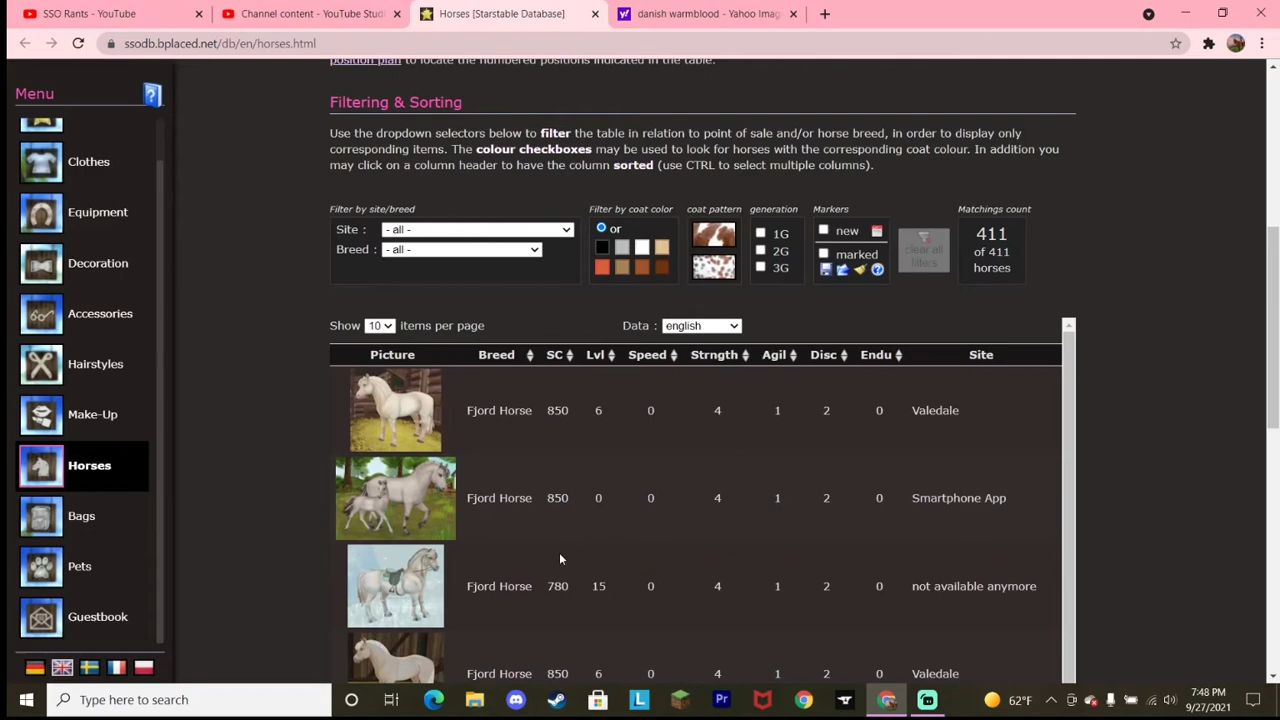 SSO Rants - YouTube
Channel content - YouTube Studi
Horses [Starstable Database]
danish warmblood - Yahoo Imag
ssodb.bplaced.net/db/en/horses.html
Menu
Clothes
Equipment
Decoration
Accessories
Hairstyles
Make-Up
Horses
Bags
Pets
Guestbook
position plan to locate the numbered positions indicated in the table.
Filtering & Sorting
Use the dropdown selectors below to filter the table in relation to point of sale and/or horse breed, in order to display only
corresponding items. The colour checkboxes may be used to look for horses with the corresponding coat colour. In addition you
may click on a column header to have the column sorted (use CTRL to select multiple columns).
Filter by site/breed Filter by coat color coat pattern generation Markers Matchings count
Site : - all - or 1G new 411
Breed : - all - 2G marked clear all filters of 411
3G horses
Show 10 items per page Data : english
Picture Breed SC Lvl Speed Strngth Agil Disc Endu Site
Fjord Horse 850 6 0 4 1 2 0 Valedale
Fjord Horse 850 0 0 4 1 2 0 Smartphone App
Fjord Horse 780 15 0 4 1 2 0 not available anymore
Fjord Horse 850 6 0 4 1 2 0 Valedale
Type here to search
62°F
7:48 PM
9/27/2021